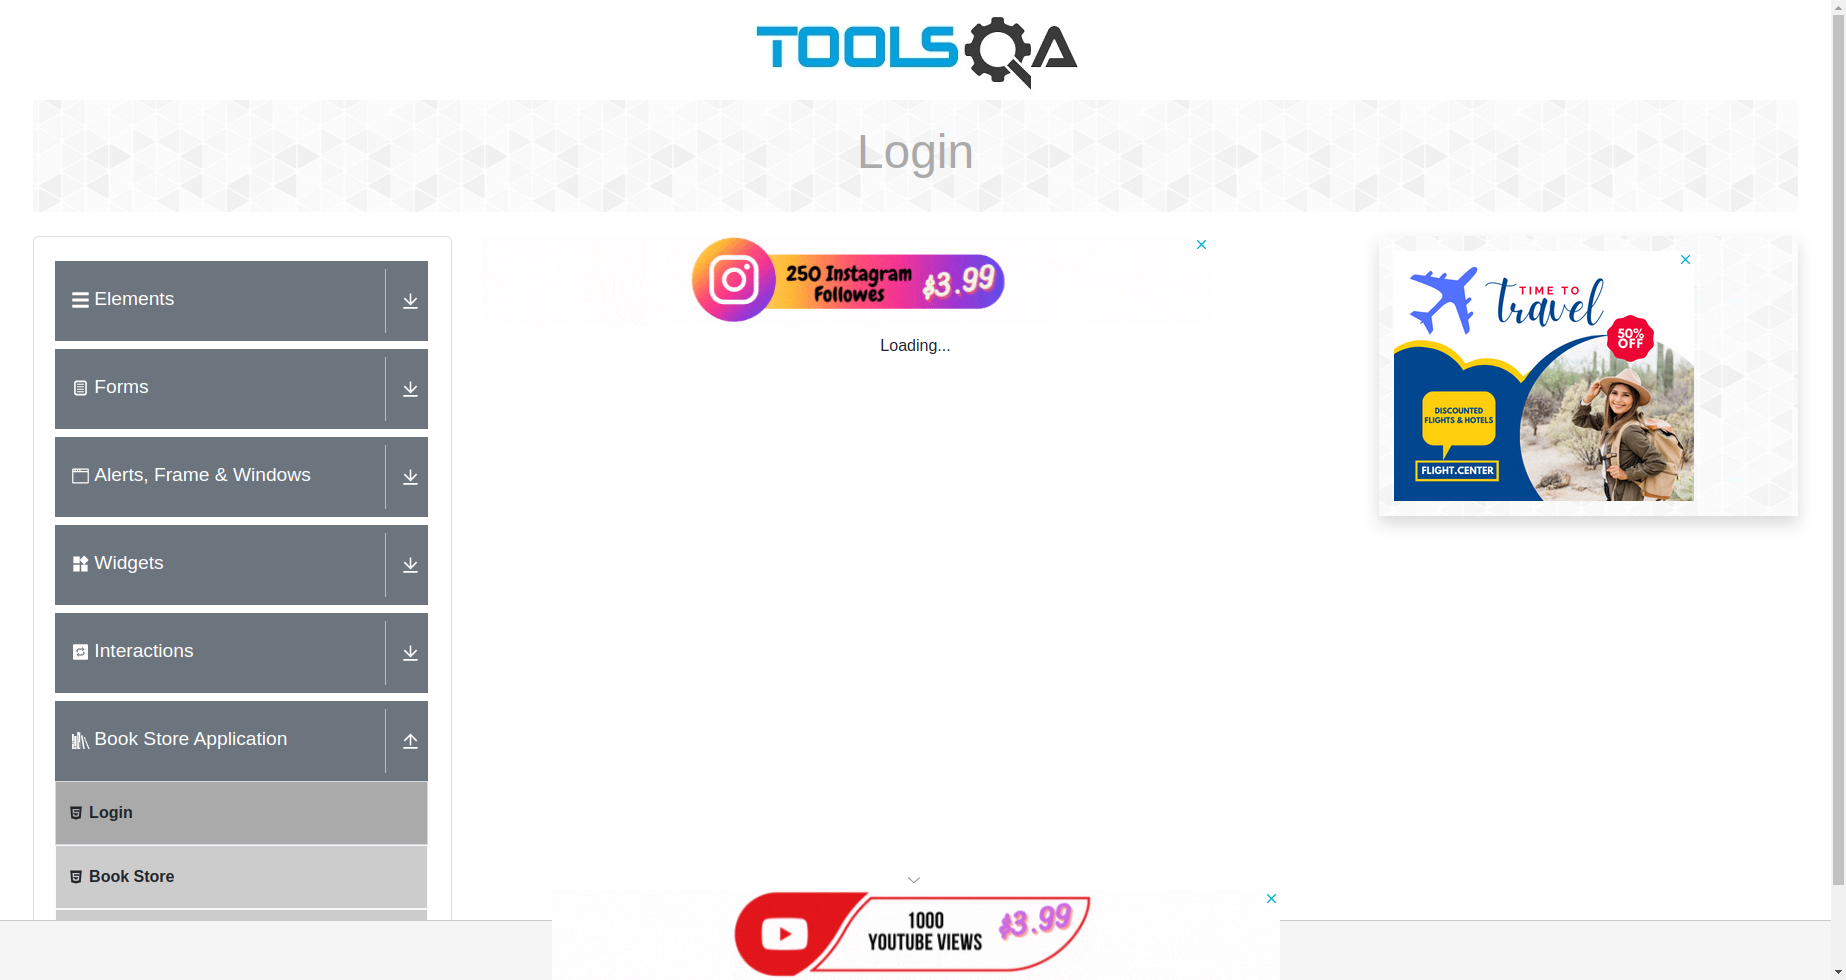 TOOLSQA
Login
Elements
Forms
Alerts, Frame & Windows
Widgets
Interactions
Book Store Application
Login
Book Store
250 Instagram
Followes
$3.99
Loading...
TIME TO
travel
50%
OFF
DISCOUNTED
FLIGHTS & HOTELS
FLIGHT.CENTER
1000
YOUTUBE VIEWS
$3.99